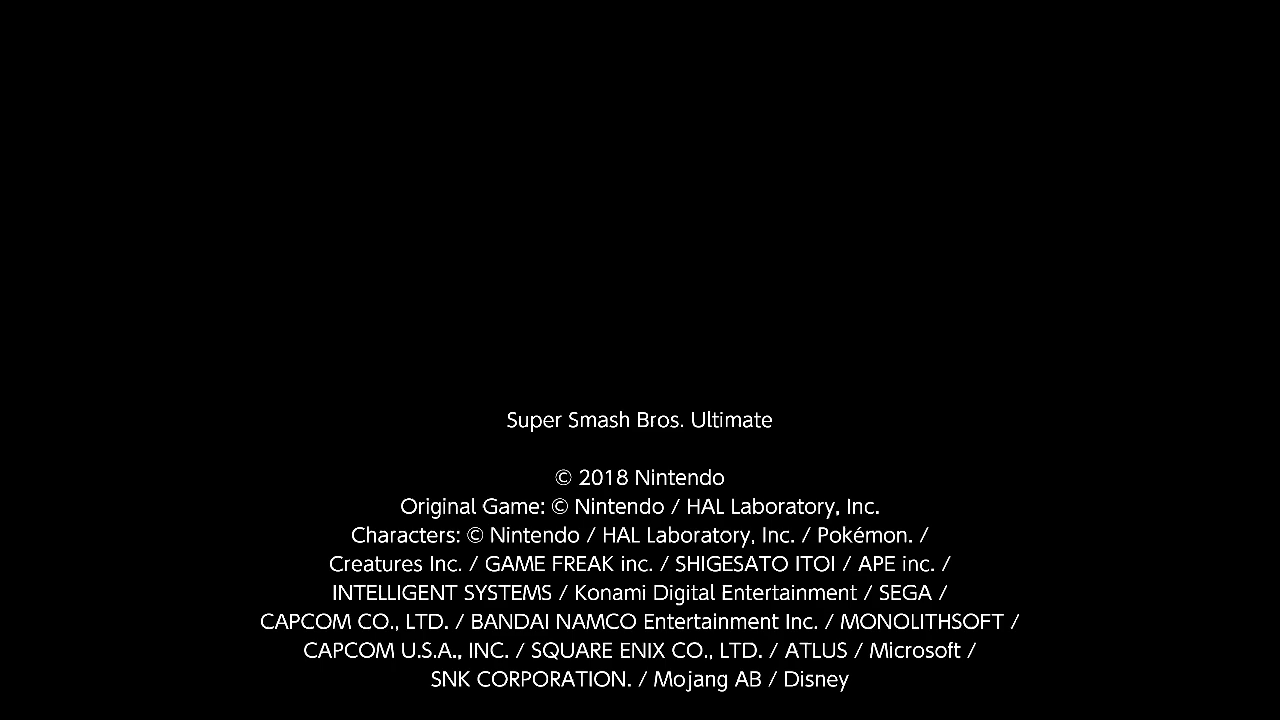 Super Smash Bros. Ultimate
© 2018 Nintendo
Original Game: © Nintendo / HAL Laboratory, Inc.
Characters: © Nintendo / HAL Laboratory, Inc. / Pokémon. /
Creatures Inc. / GAME FREAK inc. / SHIGESATO ITOI / APE inc. /
INTELLIGENT SYSTEMS / Konami Digital Entertainment / SEGA /
CAPCOM CO., LTD. / BANDAI NAMCO Entertainment Inc. / MONOLITHSOFT /
CAPCOM U.S.A., INC. / SQUARE ENIX CO., LTD. / ATLUS / Microsoft /
SNK CORPORATION. / Mojang AB / Disney